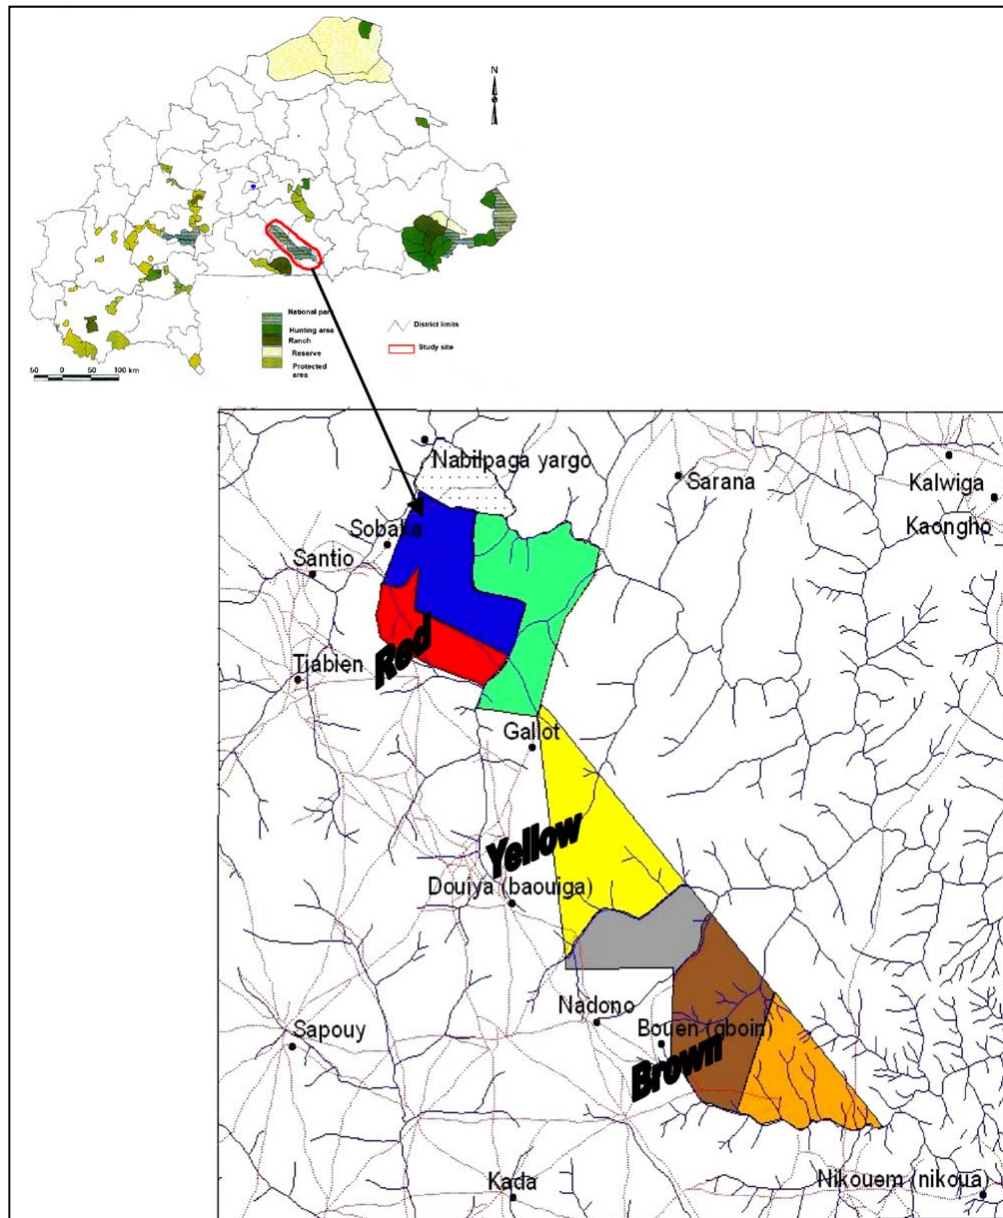 N
National park
Hunting area
Ranch
Reserve
Protected
area
District limits
Study site
50 0 50 100 km
Nabilpaga yargo
Sarana
Kalwiga
Kaongho
Sobaka
Santio
Red
Tiabien
Gallot
Yellow
Douiya (baouiga)
Nadono
Sapouy
Bouen (gboin)
Brown
Kada
Nikouem (nikoua)